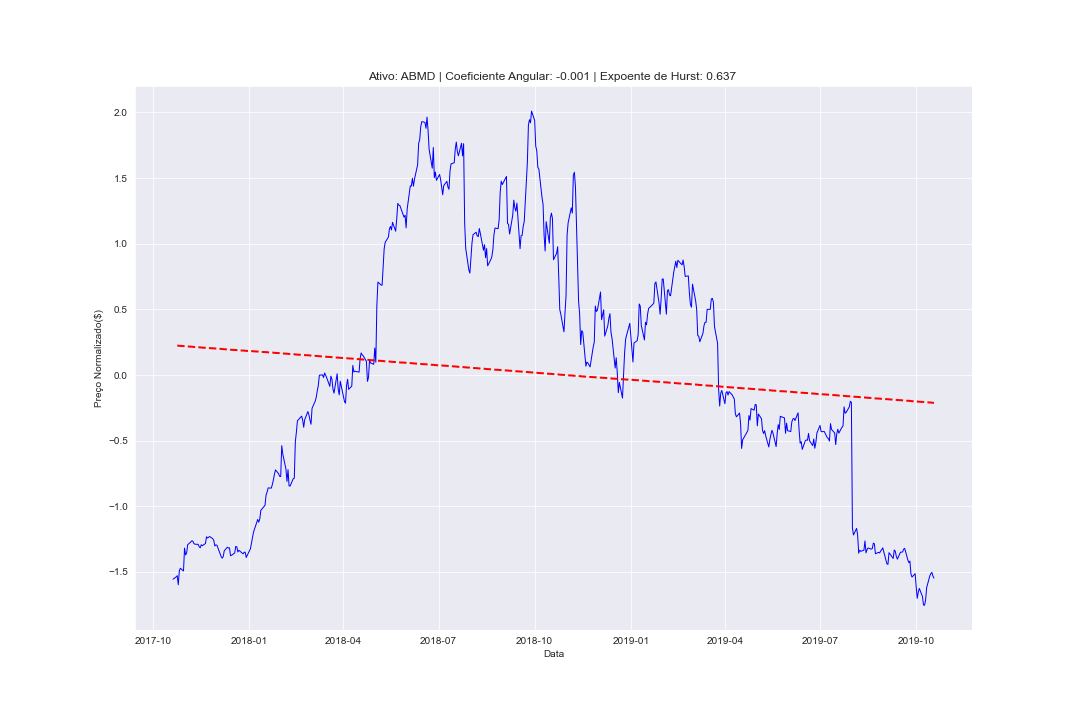 Ativo: ABMD | Coeficiente Angular: -0.001 | Expoente de Hurst: 0.637
Preço Normalizado($)
2.0
1.5
1.0
0.5
0.0
−0.5
−1.0
−1.5
2017-10 2018-01 2018-04 2018-07 2018-10 2019-01 2019-04 2019-07 2019-10
Data